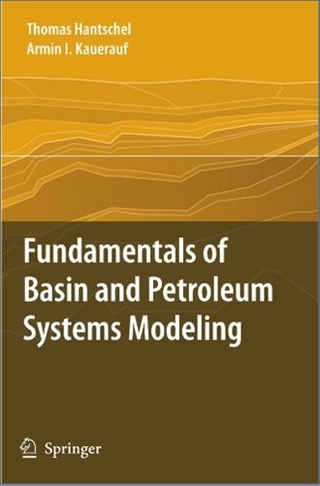 Thomas Hantschel
Armin I. Kauerauf
Fundamentals of
Basin and Petroleum
Systems Modeling
Springer